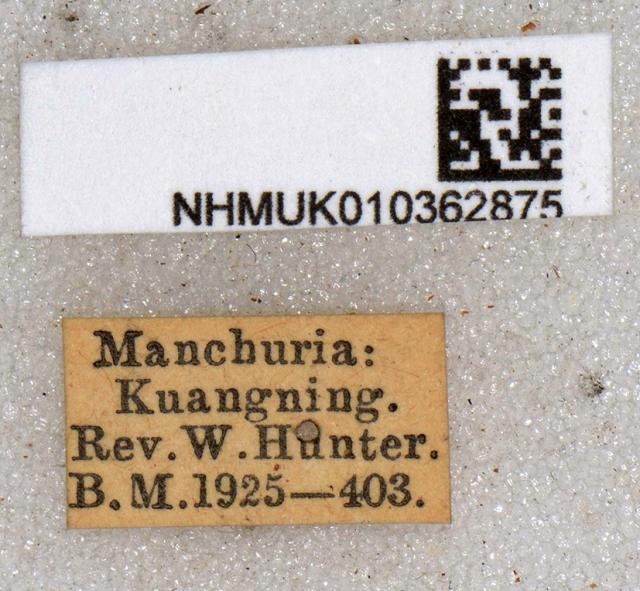 NHMUK010362875
Manchuria:
Kuangning.
Rev. W. Hunter.
B. M. 1925—403.